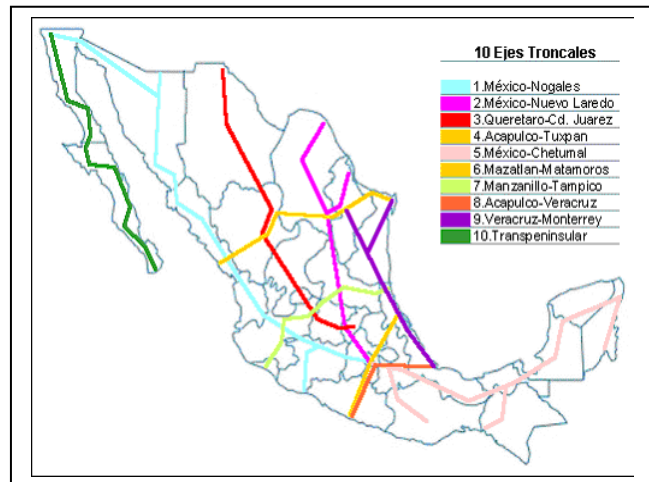 10 Ejes Troncales
1.México-Nogales
2.México-Nuevo Laredo
3.Queretaro-Cd. Juarez
4.Acapulco-Tuxpan
5.México-Chetumal
6.Mazatlan-Matamoros
7.Manzanillo-Tampico
8.Acapulco-Veracruz
9.Veracruz-Monterrey
10.Transpeninsular